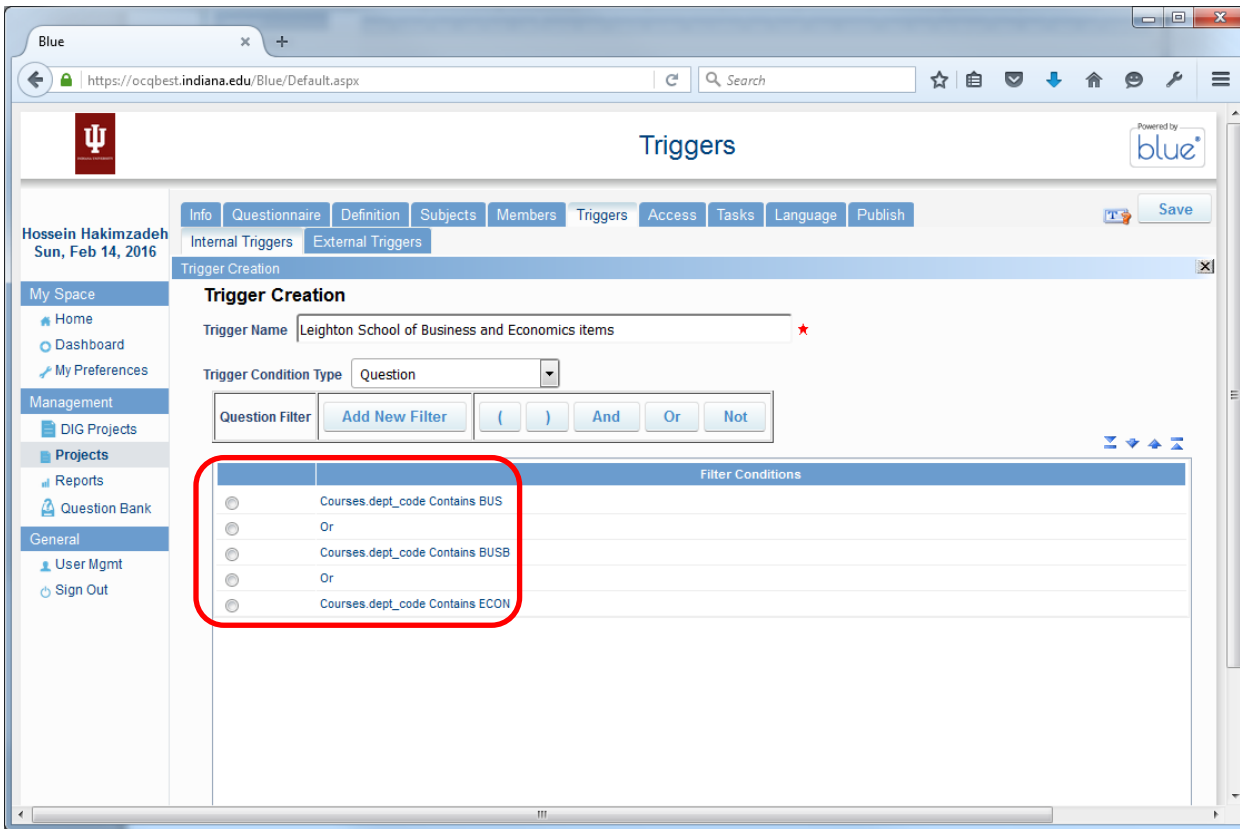 Blue
https://ocqbest.indiana.edu/Blue/Default.aspx
Search
Ψ
Triggers
Powered by
blue
Hossein Hakimzadeh
Sun, Feb 14, 2016
Info Questionnaire Definition Subjects Members Triggers Access Tasks Language Publish
Save
Internal Triggers External Triggers
Trigger Creation
My Space
Home
Dashboard
My Preferences
Management
DIG Projects
Projects
Reports
Question Bank
General
User Mgmt
Sign Out
Trigger Creation
Trigger Name Leighton School of Business and Economics items
Trigger Condition Type Question
Question Filter Add New Filter ( ) And Or Not
Filter Conditions
Courses.dept_code Contains BUS
Or
Courses.dept_code Contains BUSB
Or
Courses.dept_code Contains ECON